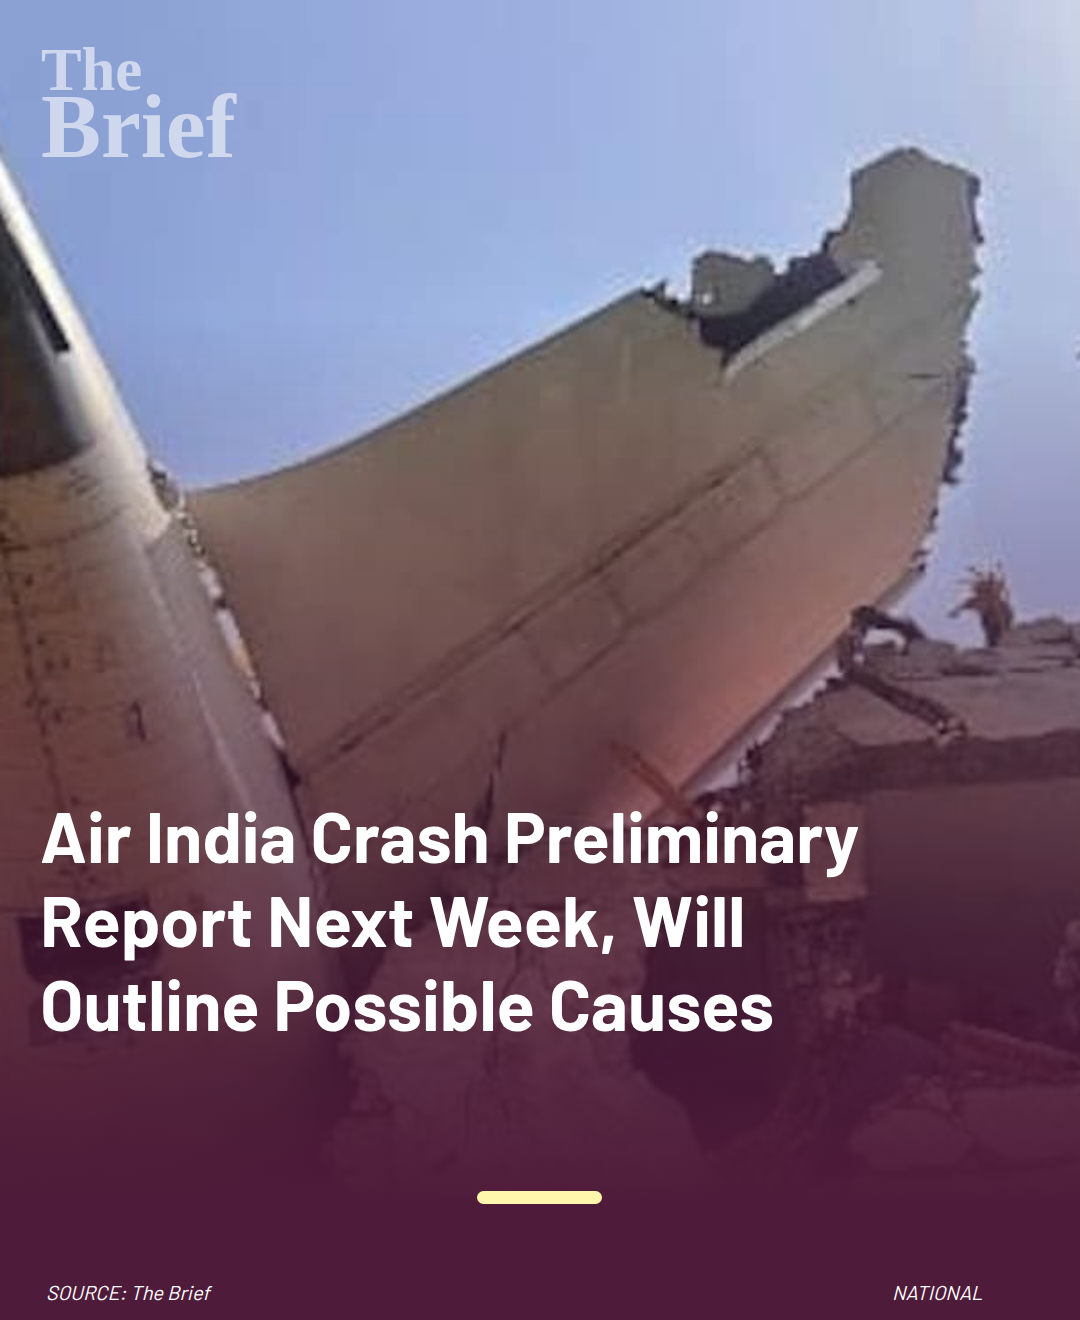 The
Brief
Air India Crash Preliminary
Report Next Week, Will
Outline Possible Causes
SOURCE: The Brief
NATIONAL